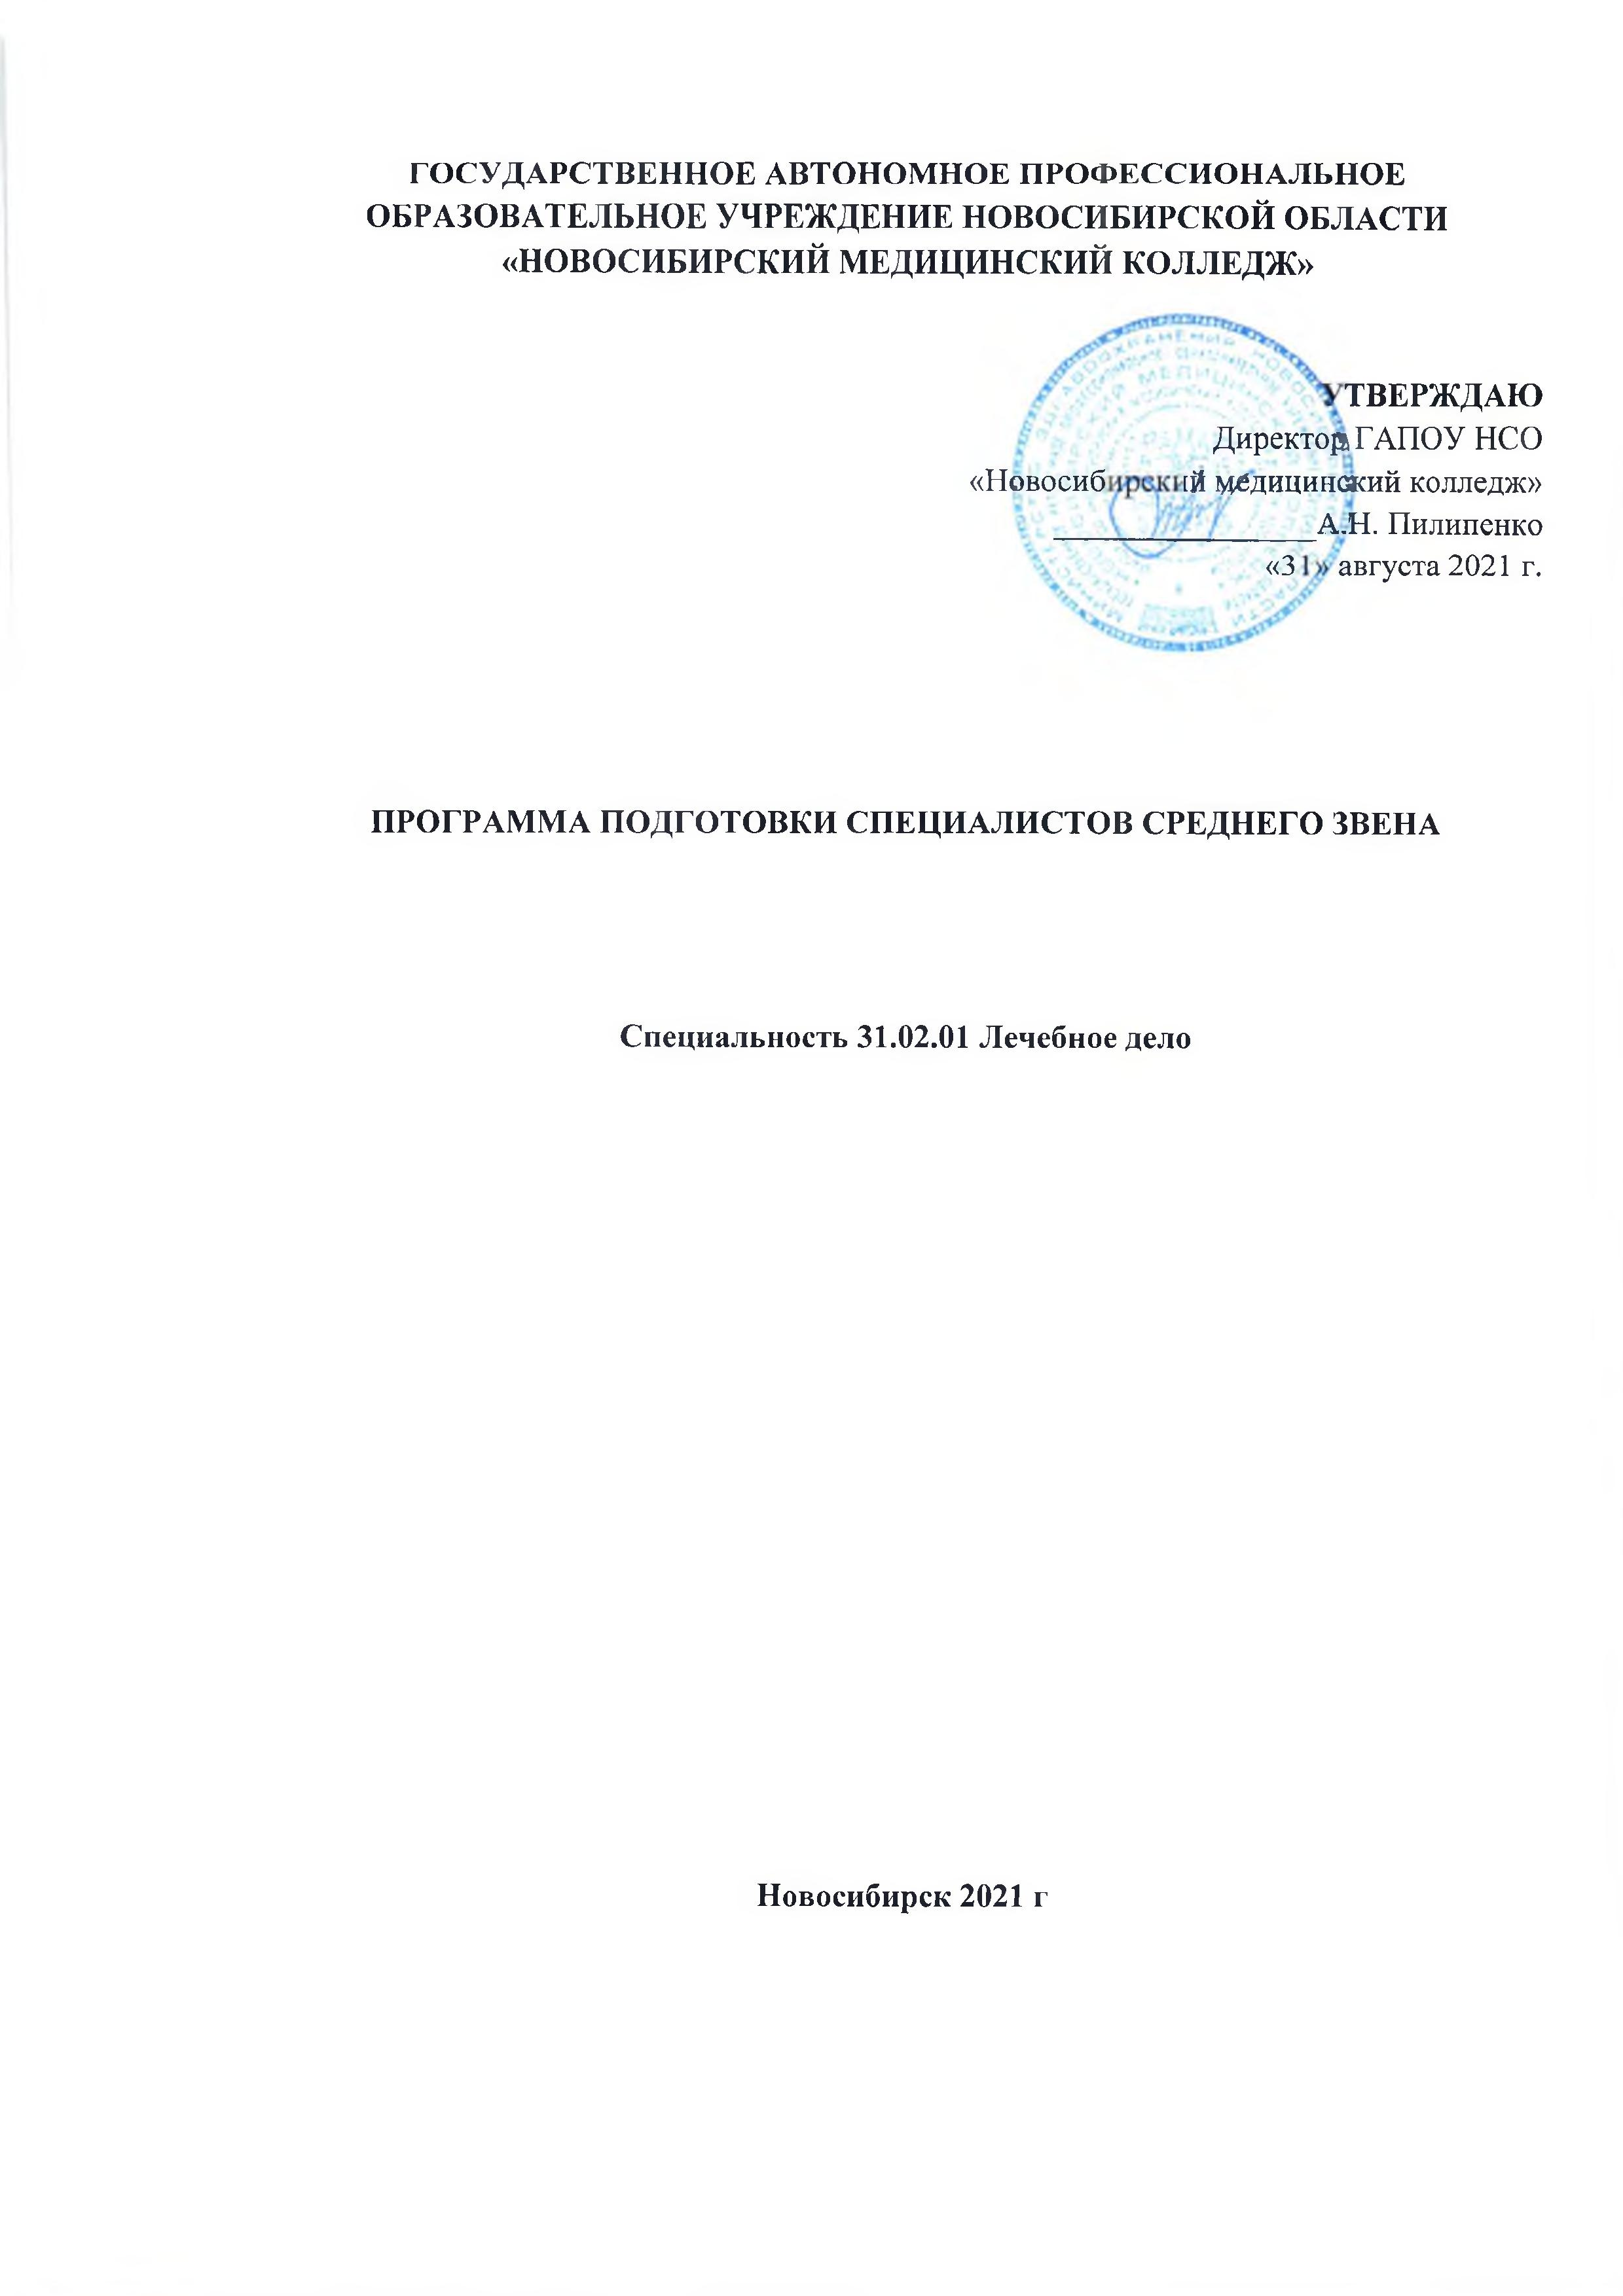 ГОСУДАРСТВЕННОЕ АВТОНОМНОЕ ПРОФЕССИОНАЛЬНОЕ
ОБРАЗОВАТЕЛЬНОЕ УЧРЕЖДЕНИЕ НОВОСИБИРСКОЙ ОБЛАСТИ
«НОВОСИБИРСКИЙ МЕДИЦИНСКИЙ КОЛЛЕДЖ»
УТВЕРЖДАЮ
Директор ГАПОУ НСО
«Новосибирский медицинский колледж»
А.Н. Пилипенко
«31» августа 2021 г.
ПРОГРАММА ПОДГОТОВКИ СПЕЦИАЛИСТОВ СРЕДНЕГО ЗВЕНА
Специальность 31.02.01 Лечебное дело
Новосибирск 2021 г